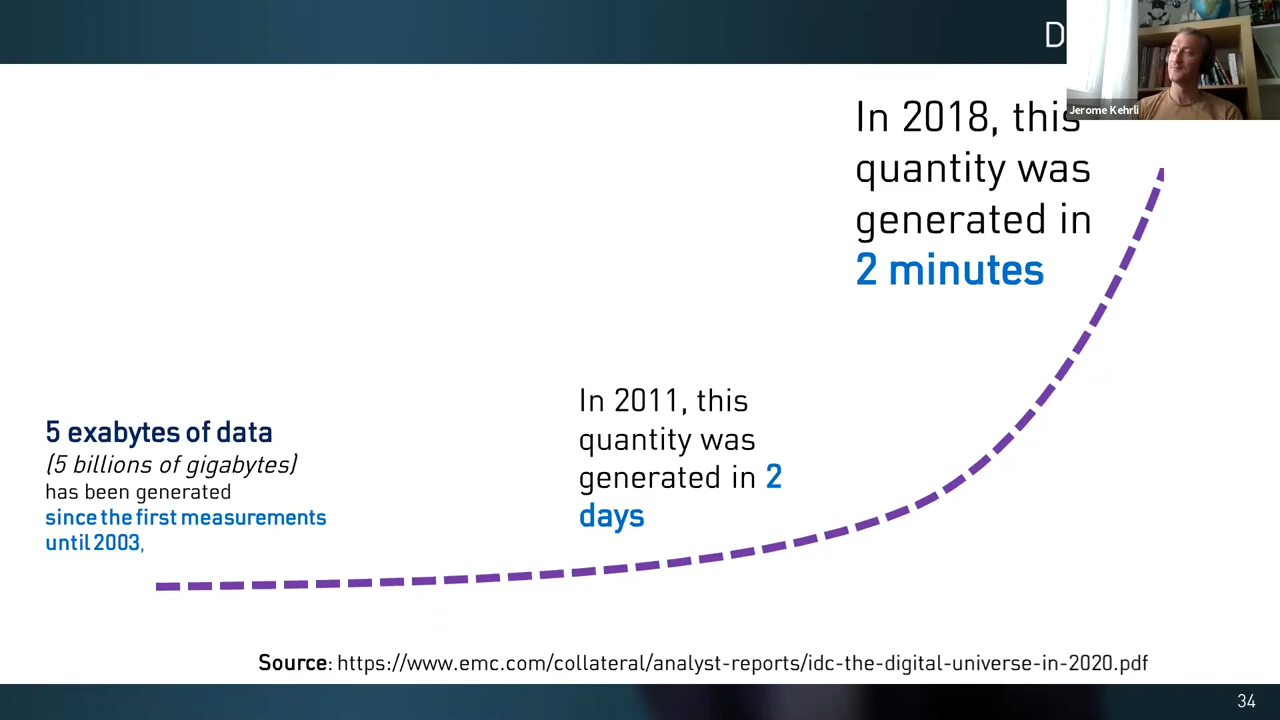 D
Jerome Kehrli
In 2018, this
quantity was
generated in
2 minutes
In 2011, this
quantity was
generated in 2
days
5 exabytes of data
(5 billions of gigabytes)
has been generated
since the first measurements
until 2003,
Source: https://www.emc.com/collateral/analyst-reports/idc-the-digital-universe-in-2020.pdf
34